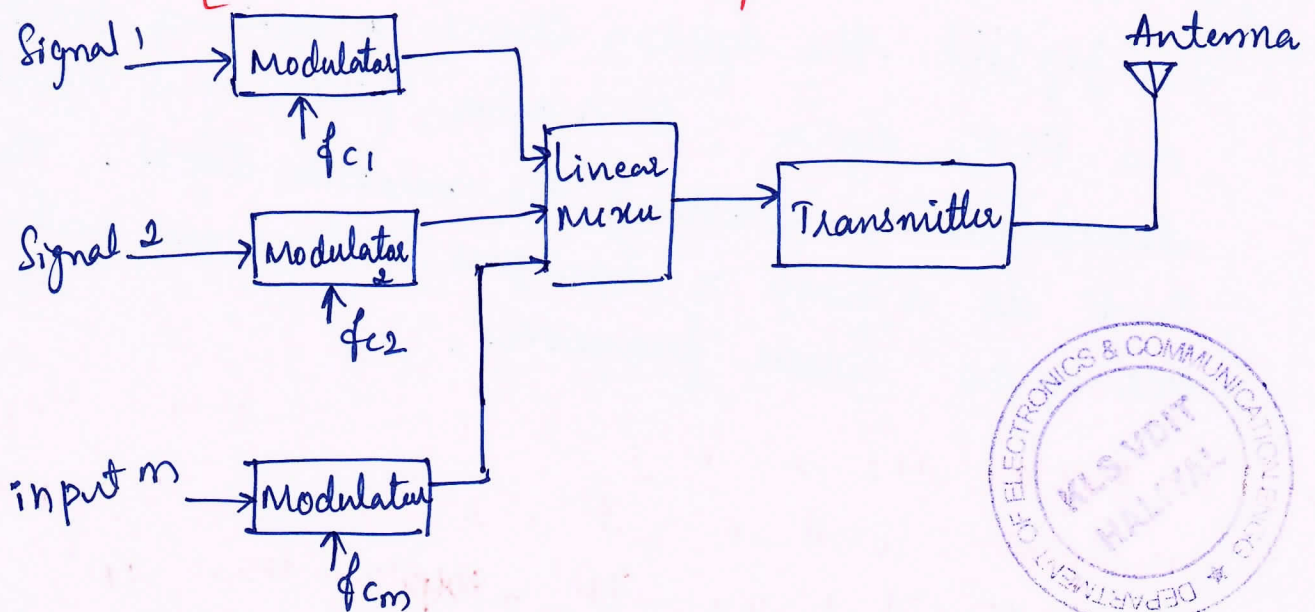 Signal 1
Modulator
fc1
Antenna
Linear
mixer
Transmitter
Signal 2
Modulator
2
fc2
input m
Modulator
fcm
DEPARTMENT OF ELECTRONICS & COMMUNICATION ENGG ★
KLS VDIT
HALIYAL